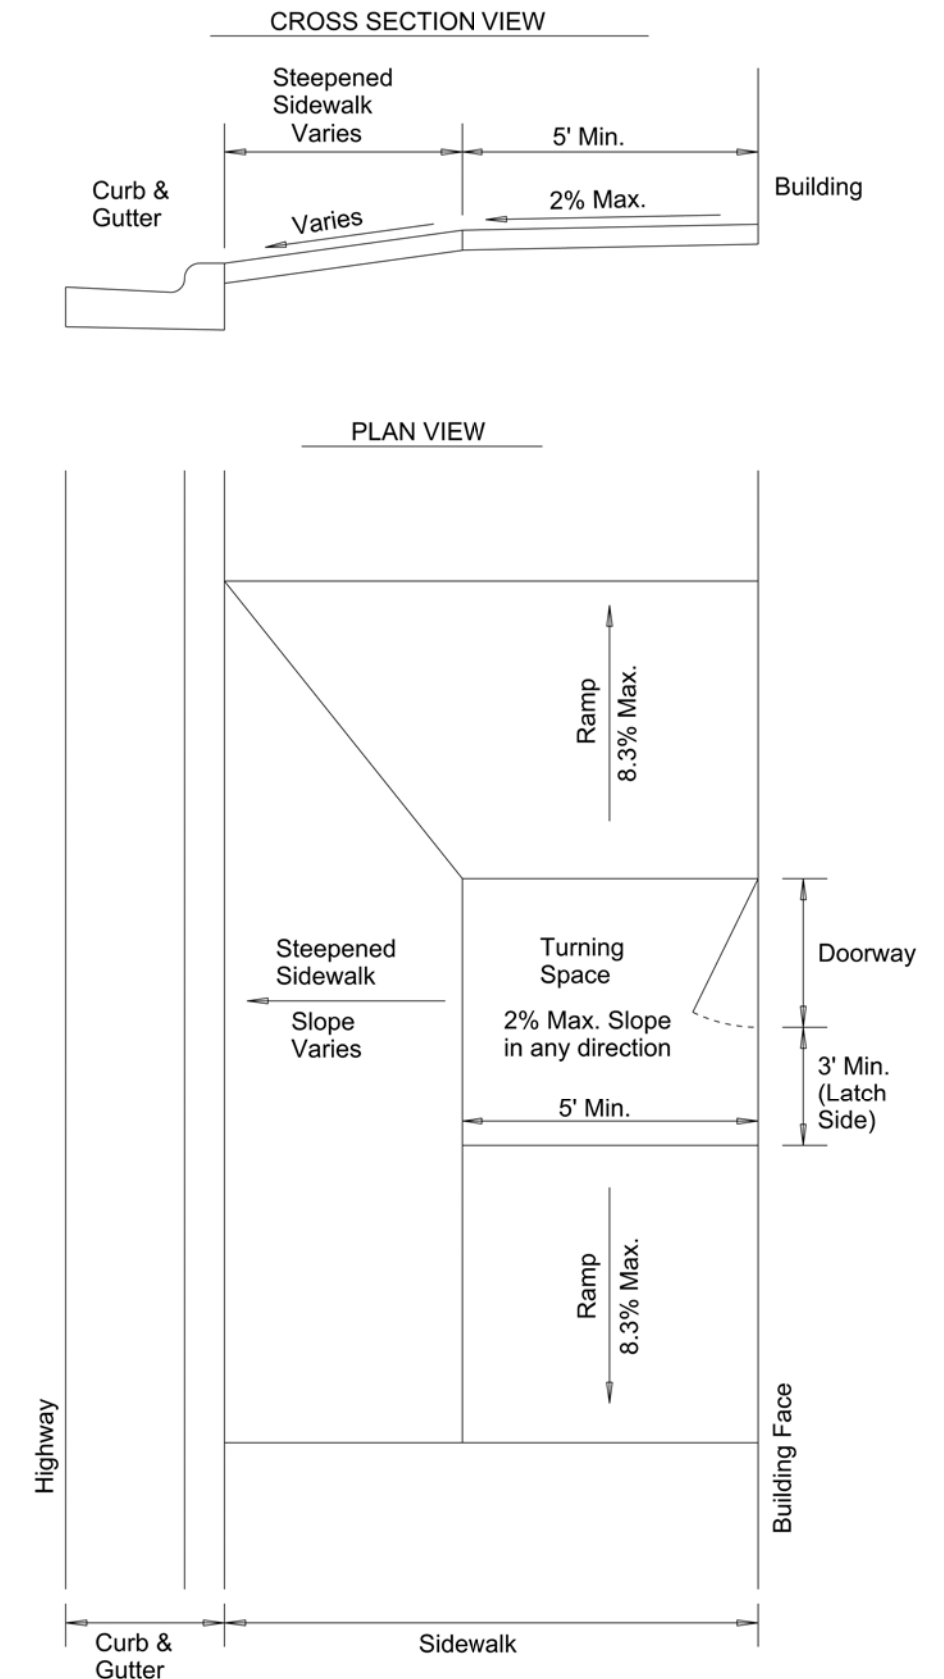 CROSS SECTION VIEW
Steepened
Sidewalk
Varies
5' Min.
Curb &
Gutter
Varies
2% Max.
Building
PLAN VIEW
Ramp
8.3% Max.
Steepened
Sidewalk
Slope
Varies
Turning
Space
2% Max. Slope
in any direction
5' Min.
Doorway
3' Min.
(Latch
Side)
Ramp
8.3% Max.
Highway
Building Face
Curb &
Gutter
Sidewalk